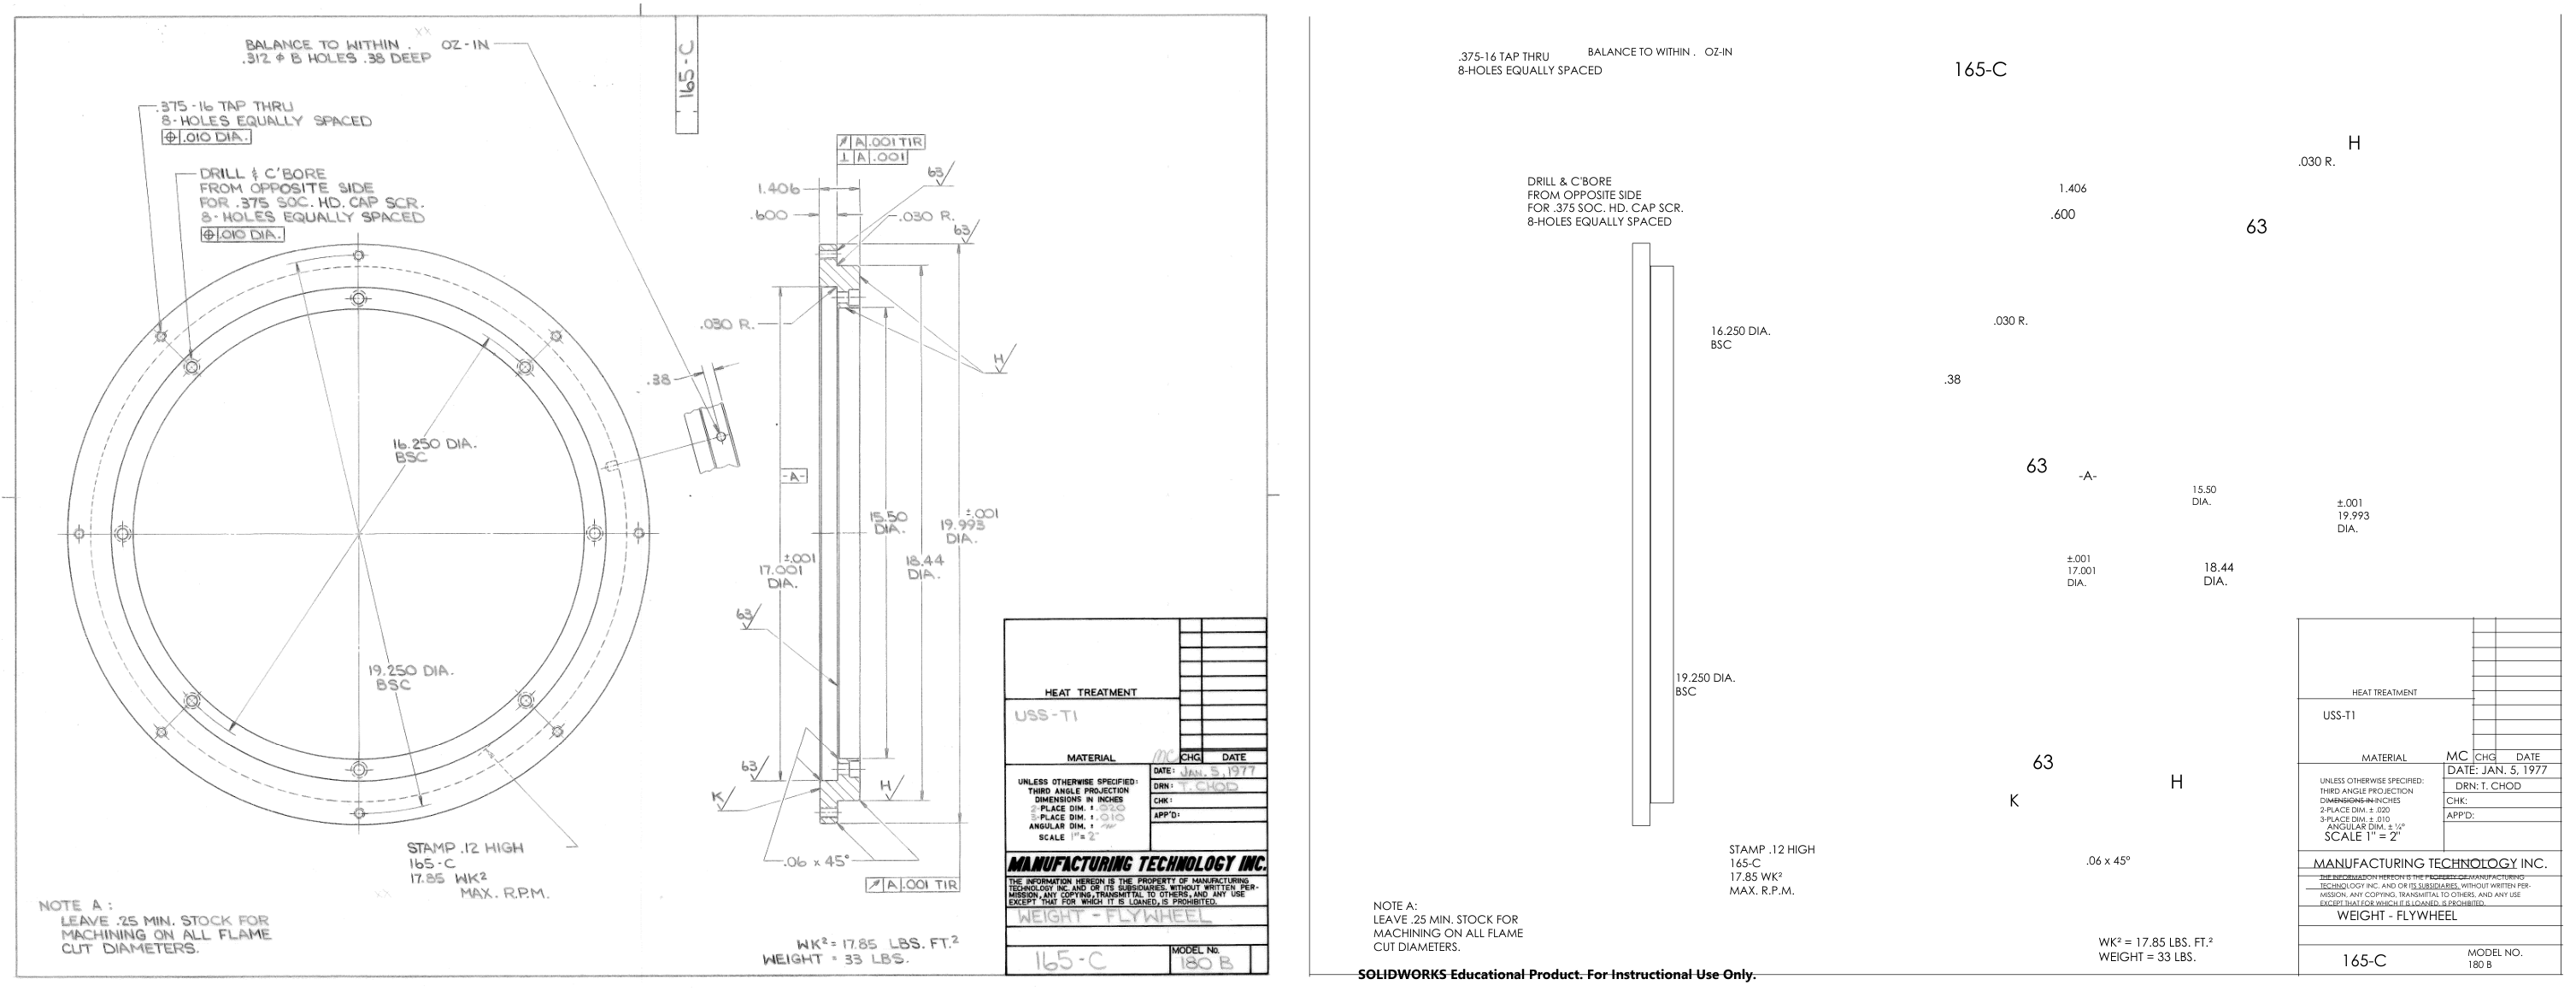 XX
BALANCE TO WITHIN . OZ-IN
.312 ⌀ B HOLES .38 DEEP
165-C
.375-16 TAP THRU
8-HOLES EQUALLY SPACED
⌖ .010 DIA.
DRILL & C'BORE
FROM OPPOSITE SIDE
FOR .375 SOC. HD. CAP SCR.
8-HOLES EQUALLY SPACED
⌖ .010 DIA.
↗ A .001 TIR
⊥ A .001
63
1.406
.600
.030 R.
63
.030 R.
H
.38
16.250 DIA.
BSC
-A-
15.50
DIA.
±.001
19.993
DIA.
±.001
17.001
DIA.
18.44
DIA.
63
19.250 DIA.
BSC
63
K
H
.06 x 45°
↗ A .001 TIR
STAMP .12 HIGH
165-C
17.85 WK²
XX MAX. R.P.M.
NOTE A :
LEAVE .25 MIN. STOCK FOR
MACHINING ON ALL FLAME
CUT DIAMETERS.
WK² = 17.85 LBS. FT.²
WEIGHT = 33 LBS.
HEAT TREATMENT
USS-T1
MATERIAL
MC CHG. DATE
UNLESS OTHERWISE SPECIFIED:
THIRD ANGLE PROJECTION
DIMENSIONS IN INCHES
2-PLACE DIM. ± .020
3-PLACE DIM. ± .010
ANGULAR DIM. ±
SCALE 1"= 2"
DATE: JAN. 5, 1977
DRN: T. CHOD
CHK:
APP'D:
MANUFACTURING TECHNOLOGY INC.
THE INFORMATION HEREON IS THE PROPERTY OF MANUFACTURING
TECHNOLOGY INC. AND OR ITS SUBSIDIARIES. WITHOUT WRITTEN PER-
MISSION, ANY COPYING, TRANSMITTAL TO OTHERS, AND ANY USE
EXCEPT THAT FOR WHICH IT IS LOANED, IS PROHIBITED.
WEIGHT - FLYWHEEL
165-C
MODEL No.
180 B
.375-16 TAP THRU
8-HOLES EQUALLY SPACED
BALANCE TO WITHIN . OZ-IN
165-C
H
.030 R.
DRILL & C'BORE
FROM OPPOSITE SIDE
FOR .375 SOC. HD. CAP SCR.
8-HOLES EQUALLY SPACED
1.406
.600
63
16.250 DIA.
BSC
.030 R.
.38
63
-A-
15.50
DIA.
±.001
19.993
DIA.
±.001
17.001
DIA.
18.44
DIA.
19.250 DIA.
BSC
63
K
H
.06 x 45°
STAMP .12 HIGH
165-C
17.85 WK²
MAX. R.P.M.
NOTE A:
LEAVE .25 MIN. STOCK FOR
MACHINING ON ALL FLAME
CUT DIAMETERS.
WK² = 17.85 LBS. FT.²
WEIGHT = 33 LBS.
SOLIDWORKS Educational Product. For Instructional Use Only.
HEAT TREATMENT
USS-T1
MATERIAL
MC CHG DATE
UNLESS OTHERWISE SPECIFIED:
THIRD ANGLE PROJECTION
DIMENSIONS IN INCHES
2-PLACE DIM. ± .020
3-PLACE DIM. ± .010
ANGULAR DIM. ± ½°
SCALE 1" = 2"
DATE: JAN. 5, 1977
DRN: T. CHOD
CHK:
APP'D:
MANUFACTURING TECHNOLOGY INC.
THE INFORMATION HEREON IS THE PROPERTY OF MANUFACTURING
TECHNOLOGY INC. AND OR ITS SUBSIDIARIES. WITHOUT WRITTEN PER-
MISSION, ANY COPYING, TRANSMITTAL TO OTHERS, AND ANY USE
EXCEPT THAT FOR WHICH IT IS LOANED, IS PROHIBITED.
WEIGHT - FLYWHEEL
165-C
MODEL NO.
180 B